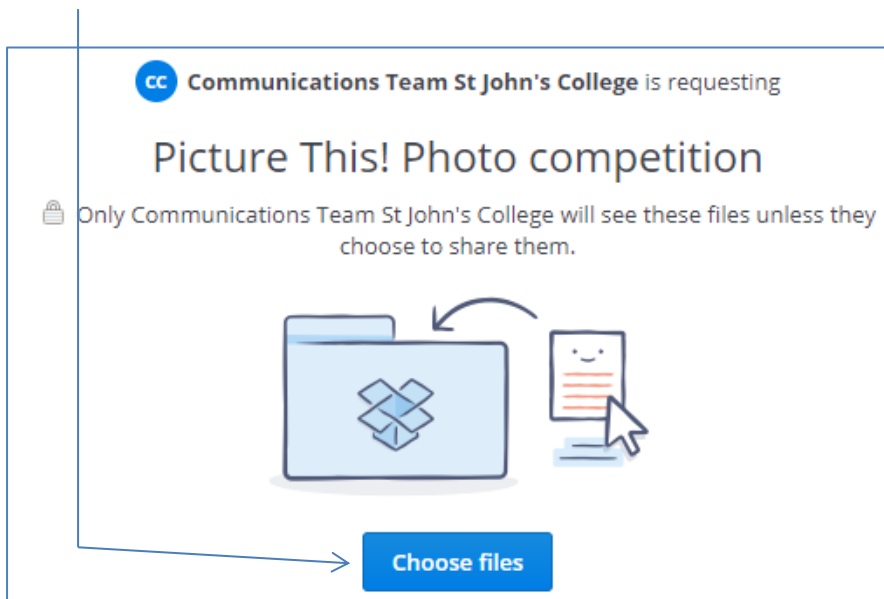 CC Communications Team St John's College is requesting
Picture This! Photo competition
Only Communications Team St John's College will see these files unless they
choose to share them.
Choose files